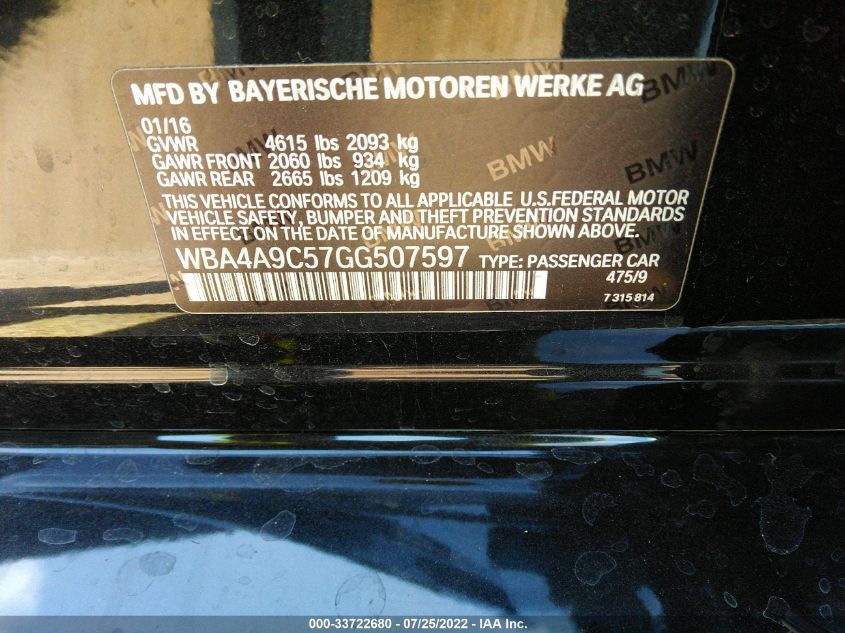 MFD BY BAYERISCHE MOTOREN WERKE AG
01/16
GVWR 4615 lbs 2093 kg
GAWR FRONT 2060 lbs 934 kg
GAWR REAR 2665 lbs 1209 kg
THIS VEHICLE CONFORMS TO ALL APPLICABLE U.S.FEDERAL MOTOR
VEHICLE SAFETY, BUMPER AND THEFT PREVENTION STANDARDS
IN EFFECT ON THE DATE OF MANUFACTURE SHOWN ABOVE.
WBA4A9C57GG507597 TYPE: PASSENGER CAR
475/9
7 315 814
BMW
BMW
BMW
000-33722680 - 07/25/2022 - IAA Inc.